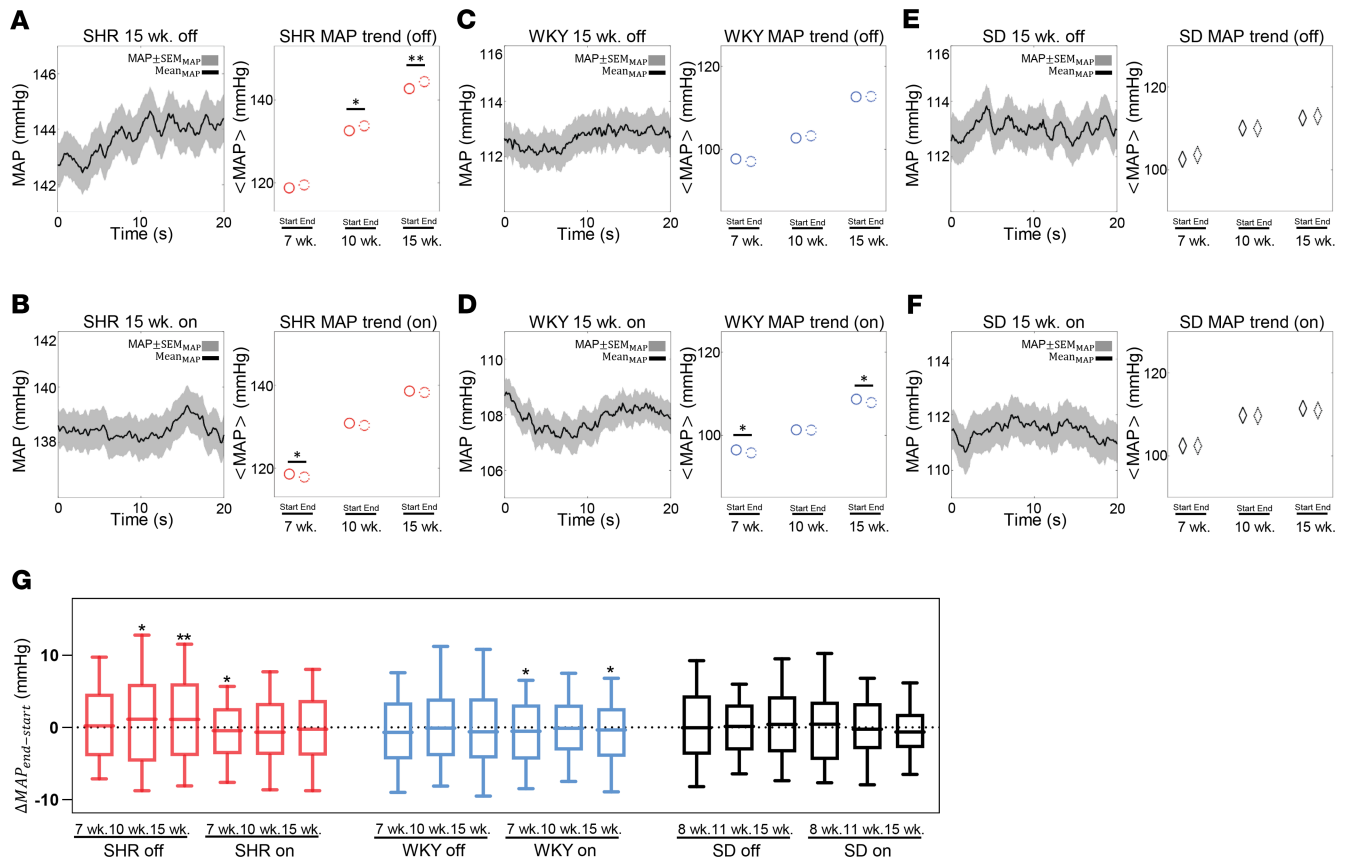 A
SHR 15 wk. off
MAP±SEMMAP
MeanMAP
146
144
142
MAP (mmHg)
0 10 20
Time (s)
SHR MAP trend (off)
140
120
<MAP> (mmHg)
*
**
Start End Start End Start End
7 wk. 10 wk. 15 wk.
C
WKY 15 wk. off
MAP±SEMMAP
MeanMAP
116
114
112
MAP (mmHg)
0 10 20
Time (s)
WKY MAP trend (off)
120
100
<MAP> (mmHg)
Start End Start End Start End
7 wk. 10 wk. 15 wk.
E
SD 15 wk. off
MAP±SEMMAP
MeanMAP
116
114
112
MAP (mmHg)
0 10 20
Time (s)
SD MAP trend (off)
120
100
<MAP> (mmHg)
Start End Start End Start End
7 wk. 10 wk. 15 wk.
B
SHR 15 wk. on
MAP±SEMMAP
MeanMAP
142
140
138
MAP (mmHg)
0 10 20
Time (s)
SHR MAP trend (on)
140
120
<MAP> (mmHg)
*
Start End Start End Start End
7 wk. 10 wk. 15 wk.
D
WKY 15 wk. on
MAP±SEMMAP
MeanMAP
110
108
106
MAP (mmHg)
0 10 20
Time (s)
WKY MAP trend (on)
120
100
<MAP> (mmHg)
*
*
Start End Start End Start End
7 wk. 10 wk. 15 wk.
F
SD 15 wk. on
MAP±SEMMAP
MeanMAP
114
112
110
MAP (mmHg)
0 10 20
Time (s)
SD MAP trend (on)
120
100
<MAP> (mmHg)
Start End Start End Start End
7 wk. 10 wk. 15 wk.
G
ΔMAPend−start (mmHg)
10
0
-10
* ** * * *
7 wk. 10 wk. 15 wk. 7 wk. 10 wk. 15 wk. 7 wk. 10 wk. 15 wk. 7 wk. 10 wk. 15 wk. 8 wk. 11 wk. 15 wk. 8 wk. 11 wk. 15 wk.
SHR off SHR on WKY off WKY on SD off SD on